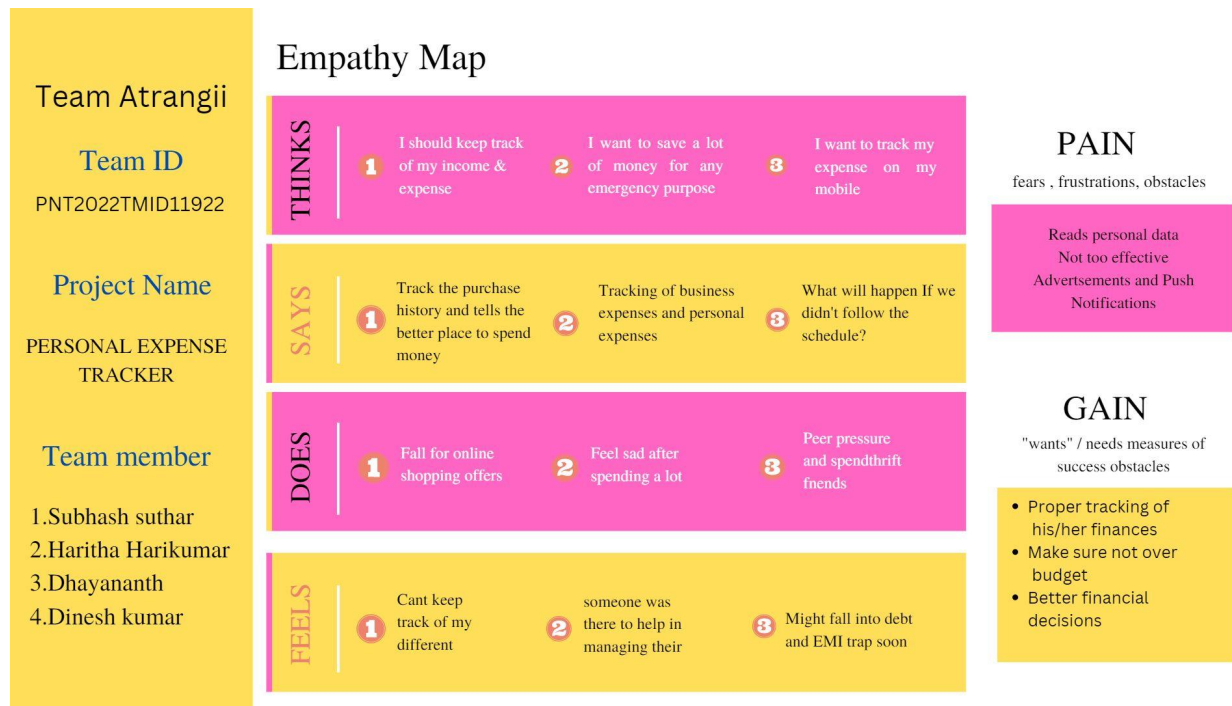 Team Atrangii
Team ID
PNT2022TMID11922
Project Name
PERSONAL EXPENSE
TRACKER
Team member
1.Subhash suthar
2.Haritha Harikumar
3.Dhayananth
4.Dinesh kumar
Empathy Map
THINKS
1
I should keep track
of my income &
expense
2
I want to save a lot
of money for any
emergency purpose
3
I want to track my
expense on my
mobile
SAYS
1
Track the purchase
history and tells the
better place to spend
money
2
Tracking of business
expenses and personal
expenses
3
What will happen If we
didn't follow the
schedule?
DOES
1
Fall for online
shopping offers
2
Feel sad after
spending a lot
3
Peer pressure
and spendthrift
fnends
FEELS
1
Cant keep
track of my
different
2
someone was
there to help in
managing their
3
Might fall into debt
and EMI trap soon
PAIN
fears , frustrations, obstacles
Reads personal data
Not too effective
Advertsements and Push
Notifications
GAIN
"wants" / needs measures of
success obstacles
• Proper tracking of
his/her finances
• Make sure not over
budget
• Better financial
decisions